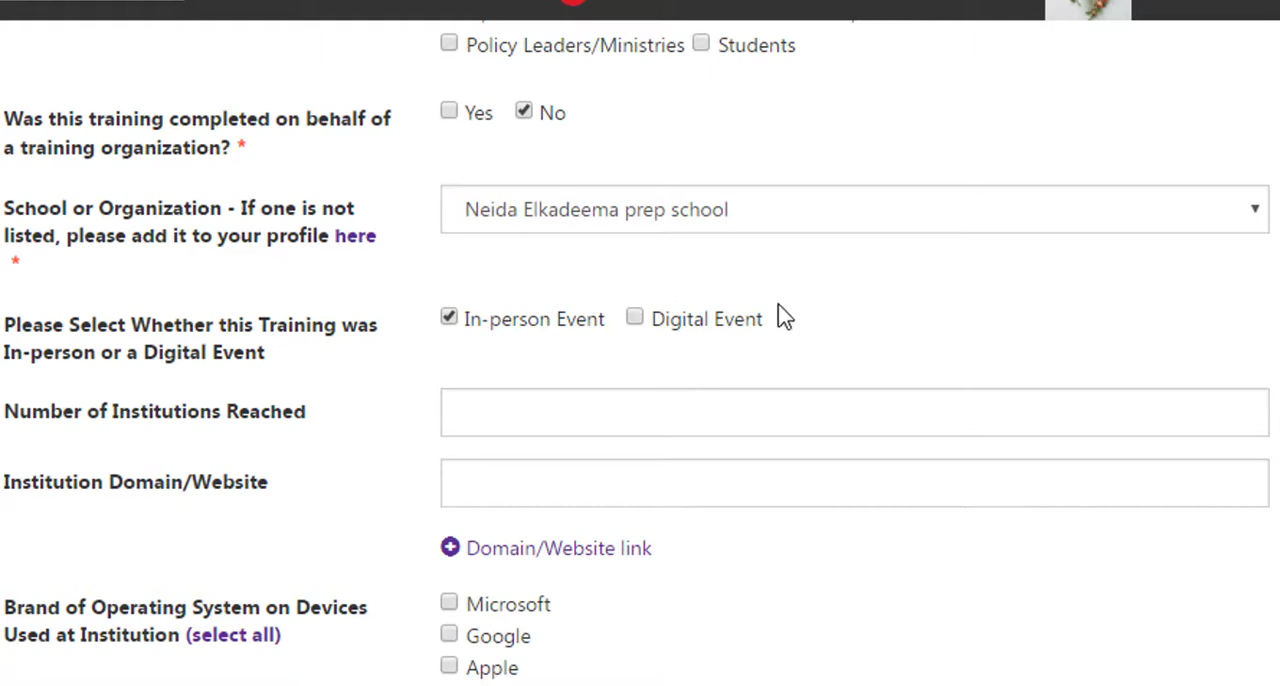 Policy Leaders/Ministries Students
Was this training completed on behalf of
a training organization? *
Yes No
School or Organization - If one is not
listed, please add it to your profile here
*
Neida Elkadeema prep school
Please Select Whether this Training was
In-person or a Digital Event
In-person Event Digital Event
Number of Institutions Reached
Institution Domain/Website
Domain/Website link
Brand of Operating System on Devices
Used at Institution (select all)
Microsoft
Google
Apple